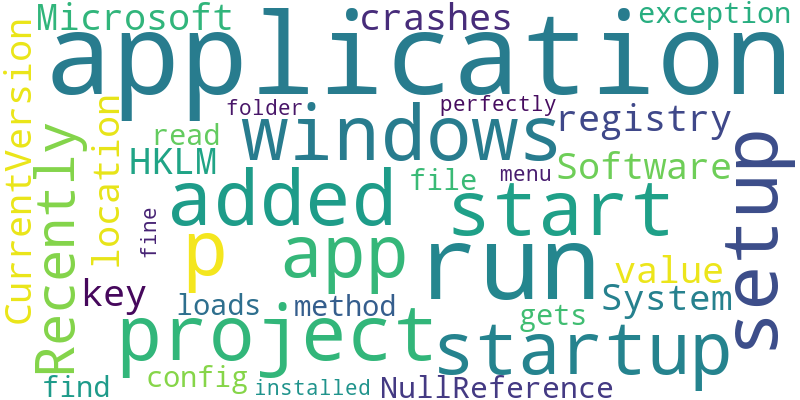 Microsoft crashes exception
application
folder perfectly
windows registry
read
HKLM file menu Software
CurrentVersion Recently location fine
added start setup
p app run
key value
loads method System
project gets startup
find config installed NullReference